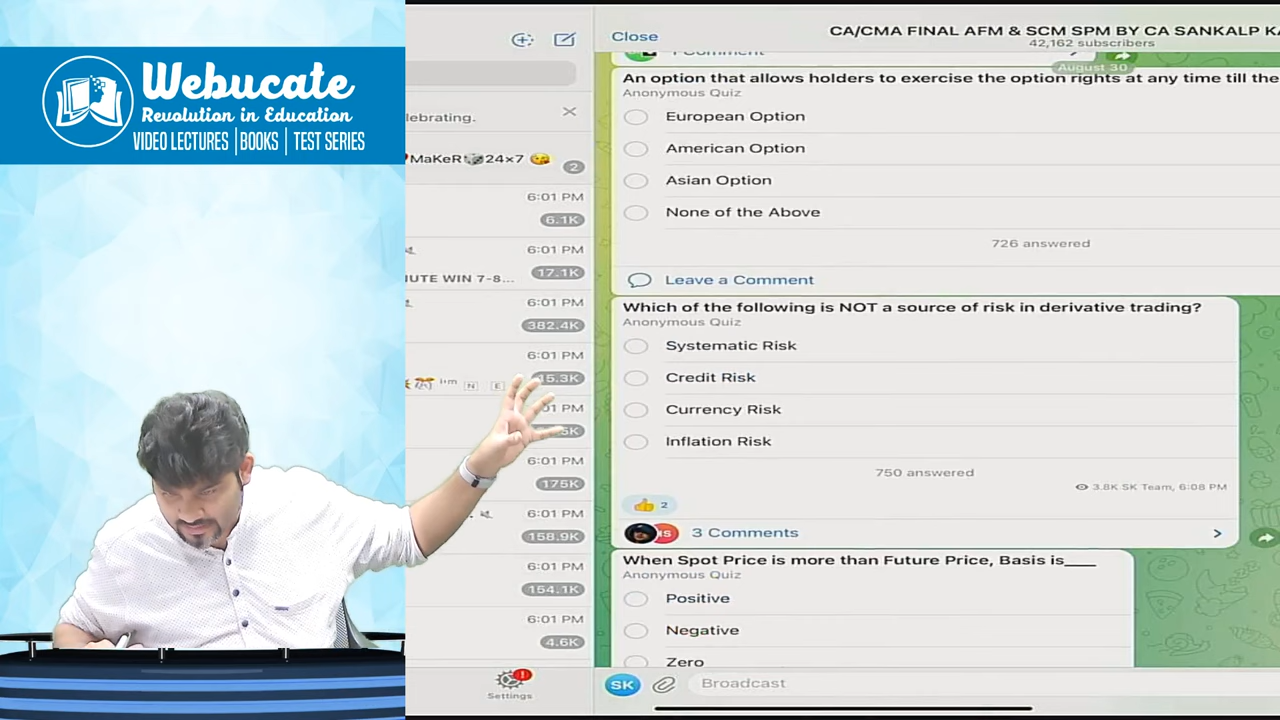 Webucate
Revolution in Education
VIDEO LECTURES | BOOKS | TEST SERIES
lebrating.
MaKeR 24x7
2
6:01 PM
6.1K
6:01 PM
NUTE WIN 7-8...
17.1K
6:01 PM
382.4K
6:01 PM
15.3K
01 PM
5K
6:01 PM
175K
6:01 PM
158.9K
6:01 PM
154.1K
6:01 PM
4.6K
1
Settings
Close
CA/CMA FINAL AFM & SCM SPM BY CA SANKALP KA
42,162 subscribers
1 Comment
August 30
An option that allows holders to exercise the option rights at any time till the
Anonymous Quiz
European Option
American Option
Asian Option
None of the Above
726 answered
Leave a Comment
Which of the following is NOT a source of risk in derivative trading?
Anonymous Quiz
Systematic Risk
Credit Risk
Currency Risk
Inflation Risk
750 answered
3.8K SK Team, 6:08 PM
2
IS
3 Comments
When Spot Price is more than Future Price, Basis is____
Anonymous Quiz
Positive
Negative
Zero
SK
Broadcast